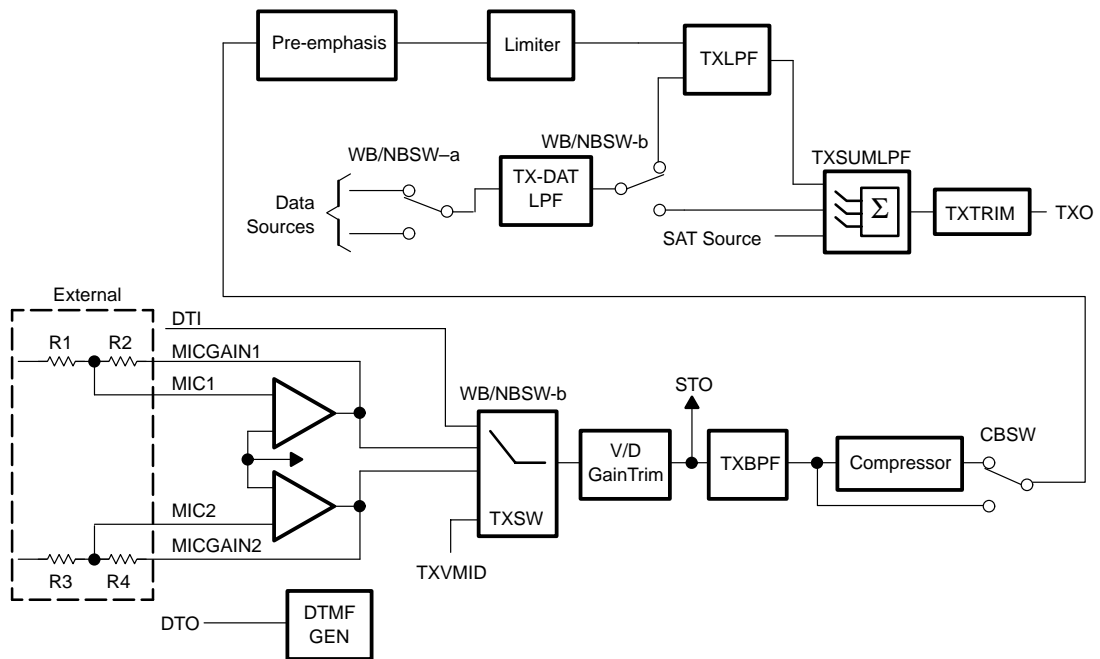 Pre-emphasis
Limiter
TXLPF
WB/NBSW–a
WB/NBSW-b
TXSUMLPF
Data
Sources
TX-DAT
LPF
Σ
TXTRIM
TXO
SAT Source
External
DTI
R1
R2
MICGAIN1
MIC1
WB/NBSW-b
STO
CBSW
V/D
GainTrim
TXBPF
Compressor
MIC2
TXSW
MICGAIN2
R3
R4
TXVMID
DTO
DTMF
GEN